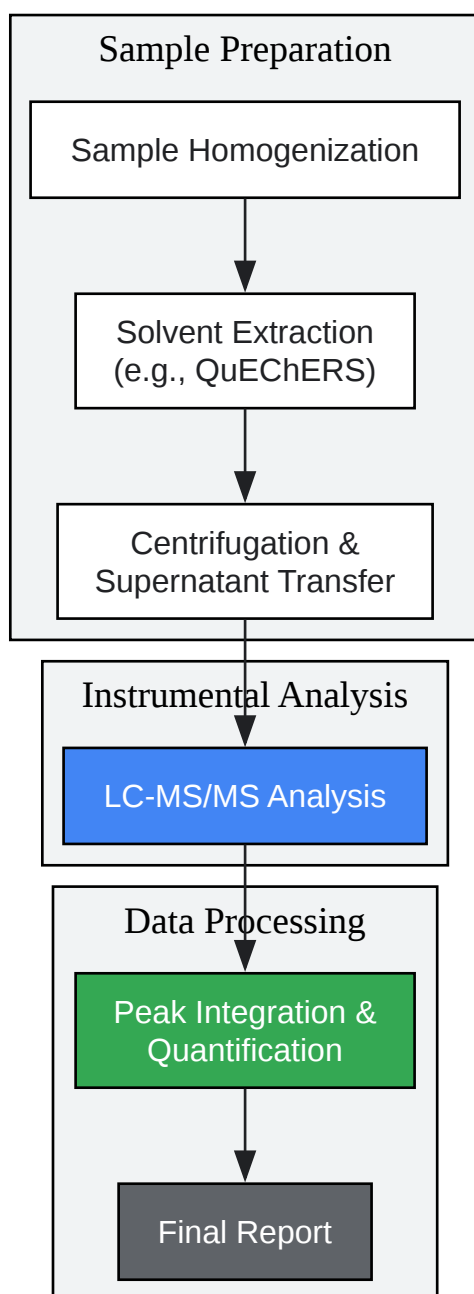 Sample Preparation
Sample Homogenization
Solvent Extraction
(e.g., QuEChERS)
Centrifugation &
Supernatant Transfer
Instrumental Analysis
LC-MS/MS Analysis
Data Processing
Peak Integration &
Quantification
Final Report